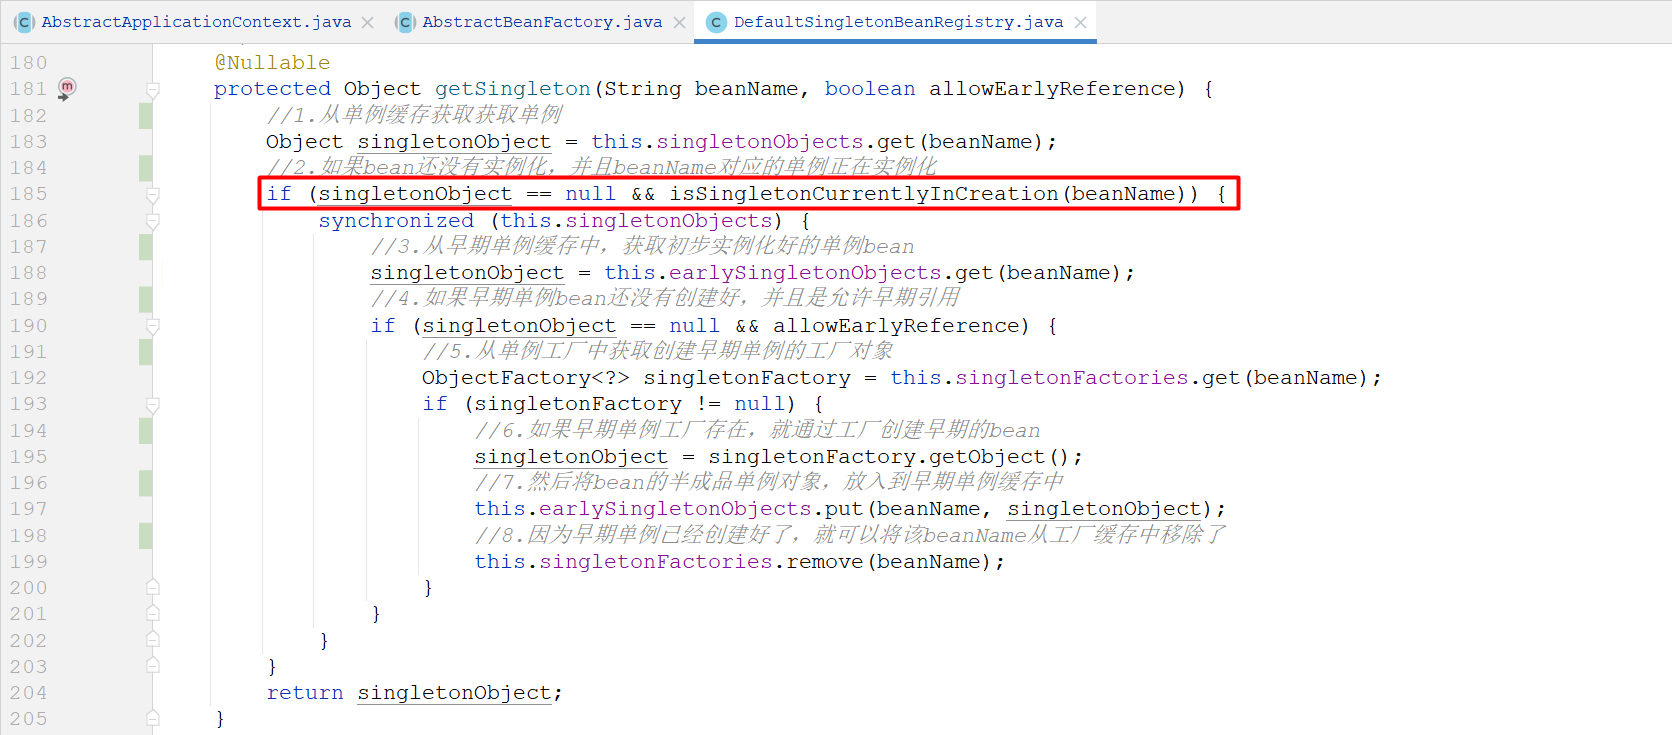 AbstractApplicationContext.java AbstractBeanFactory.java DefaultSingletonBeanRegistry.java
180 @Nullable
181 protected Object getSingleton(String beanName, boolean allowEarlyReference) {
182 //1.从单例缓存获取获取单例
183 Object singletonObject = this.singletonObjects.get(beanName);
184 //2.如果bean还没有实例化，并且beanName对应的单例正在实例化
185 if (singletonObject == null && isSingletonCurrentlyInCreation(beanName)) {
186 synchronized (this.singletonObjects) {
187 //3.从早期单例缓存中，获取初步实例化好的单例bean
188 singletonObject = this.earlySingletonObjects.get(beanName);
189 //4.如果早期单例bean还没有创建好，并且是允许早期引用
190 if (singletonObject == null && allowEarlyReference) {
191 //5.从单例工厂中获取创建早期单例的工厂对象
192 ObjectFactory<?> singletonFactory = this.singletonFactories.get(beanName);
193 if (singletonFactory != null) {
194 //6.如果早期单例工厂存在，就通过工厂创建早期的bean
195 singletonObject = singletonFactory.getObject();
196 //7.然后将bean的半成品单例对象，放入到早期单例缓存中
197 this.earlySingletonObjects.put(beanName, singletonObject);
198 //8.因为早期单例已经创建好了，就可以将该beanName从工厂缓存中移除了
199 this.singletonFactories.remove(beanName);
200 }
201 }
202 }
203 }
204 return singletonObject;
205 }